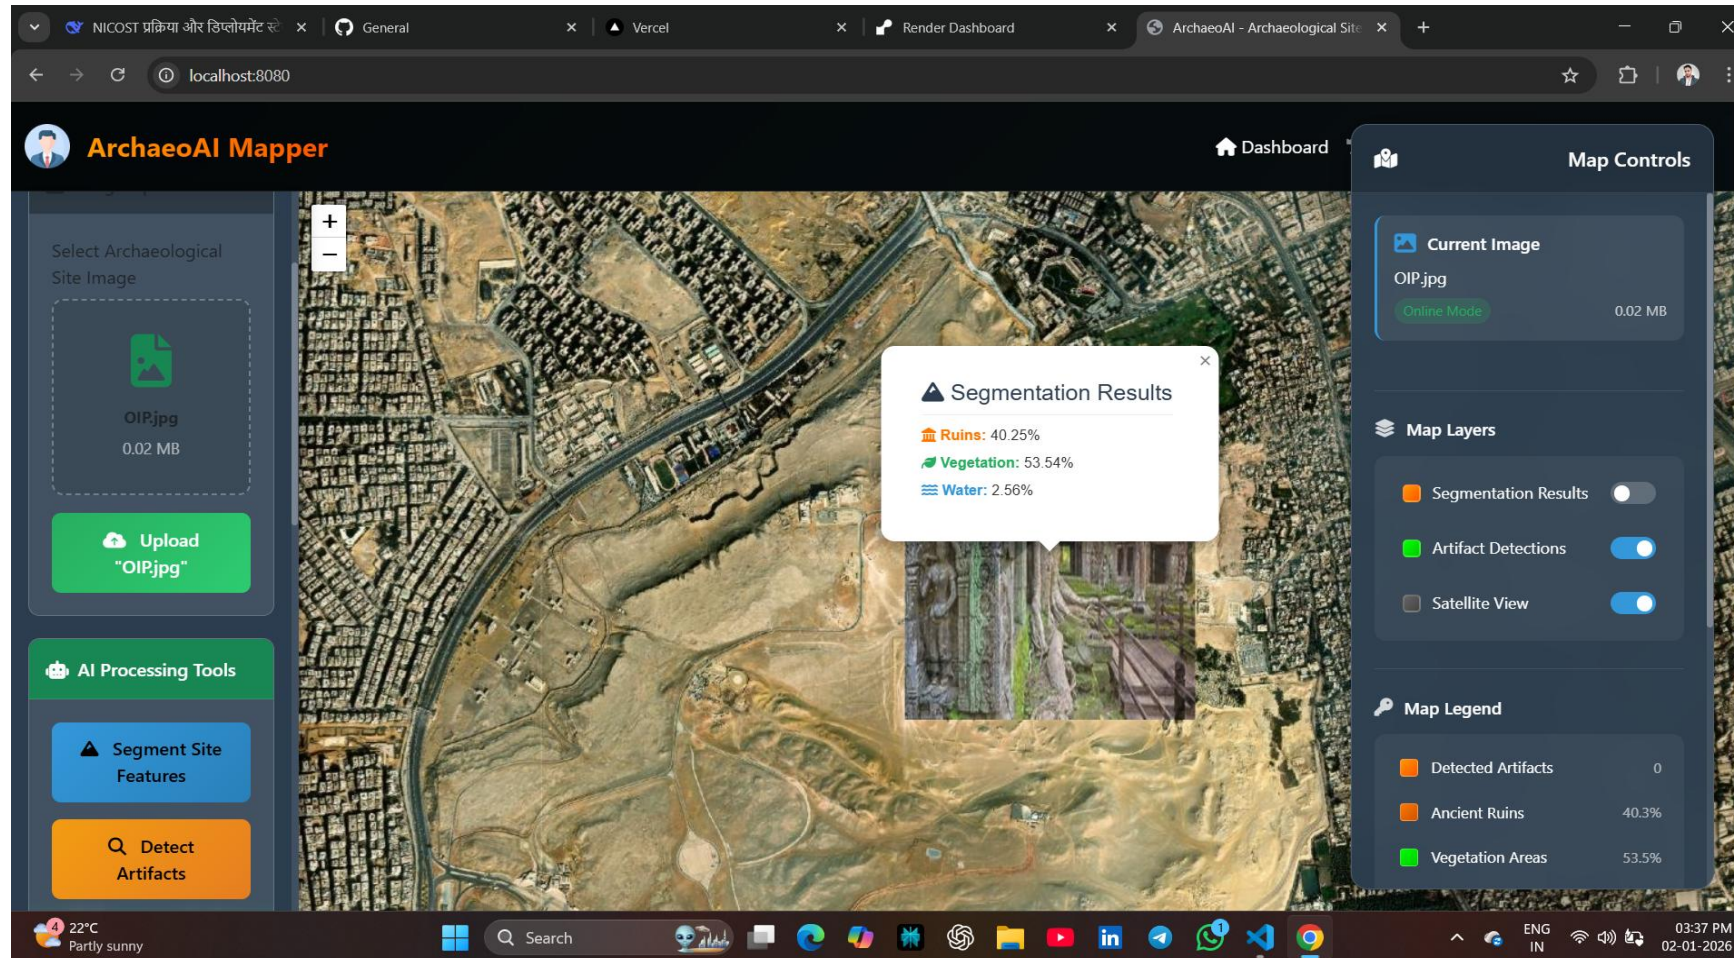 NICOST प्रक्रिया और डिप्लोयमेंट स्टे
General
Vercel
Render Dashboard
ArchaeoAI - Archaeological Site
localhost:8080
ArchaeoAI Mapper
Dashboard
Map Controls
Select Archaeological
Site Image
OIP.jpg
0.02 MB
Upload
"OIP.jpg"
AI Processing Tools
Segment Site
Features
Detect
Artifacts
+
−
Segmentation Results
Ruins: 40.25%
Vegetation: 53.54%
Water: 2.56%
Current Image
OIP.jpg
Online Mode
0.02 MB
Map Layers
Segmentation Results
Artifact Detections
Satellite View
Map Legend
Detected Artifacts 0
Ancient Ruins 40.3%
Vegetation Areas 53.5%
4
22°C
Partly sunny
Search
1
ENG
IN
03:37 PM
02-01-2026